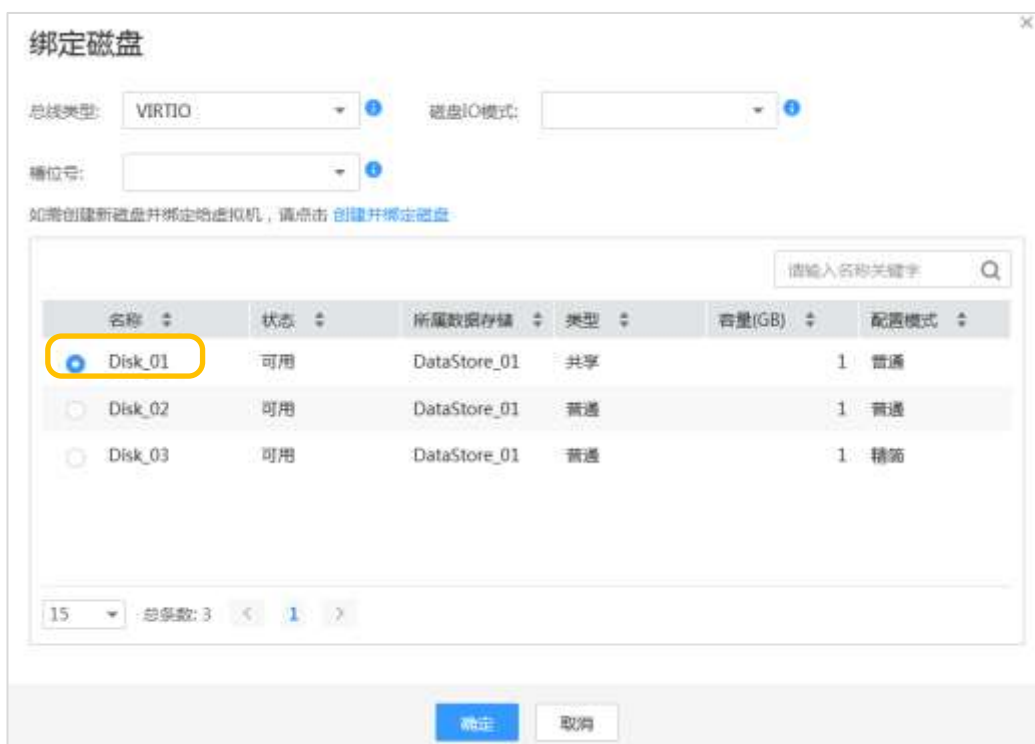 绑定磁盘
总线类型: VIRTIO 磁盘IO模式:
槽位号:
如需创建新磁盘并绑定给虚拟机，请点击 创建并绑定磁盘
请输入名称关键字
名称 状态 所属数据存储 类型 容量(GB) 配置模式
Disk_01 可用 DataStore_01 共享 1 普通
Disk_02 可用 DataStore_01 普通 1 普通
Disk_03 可用 DataStore_01 普通 1 精简
15 总条数: 3 < 1 >
确定 取消